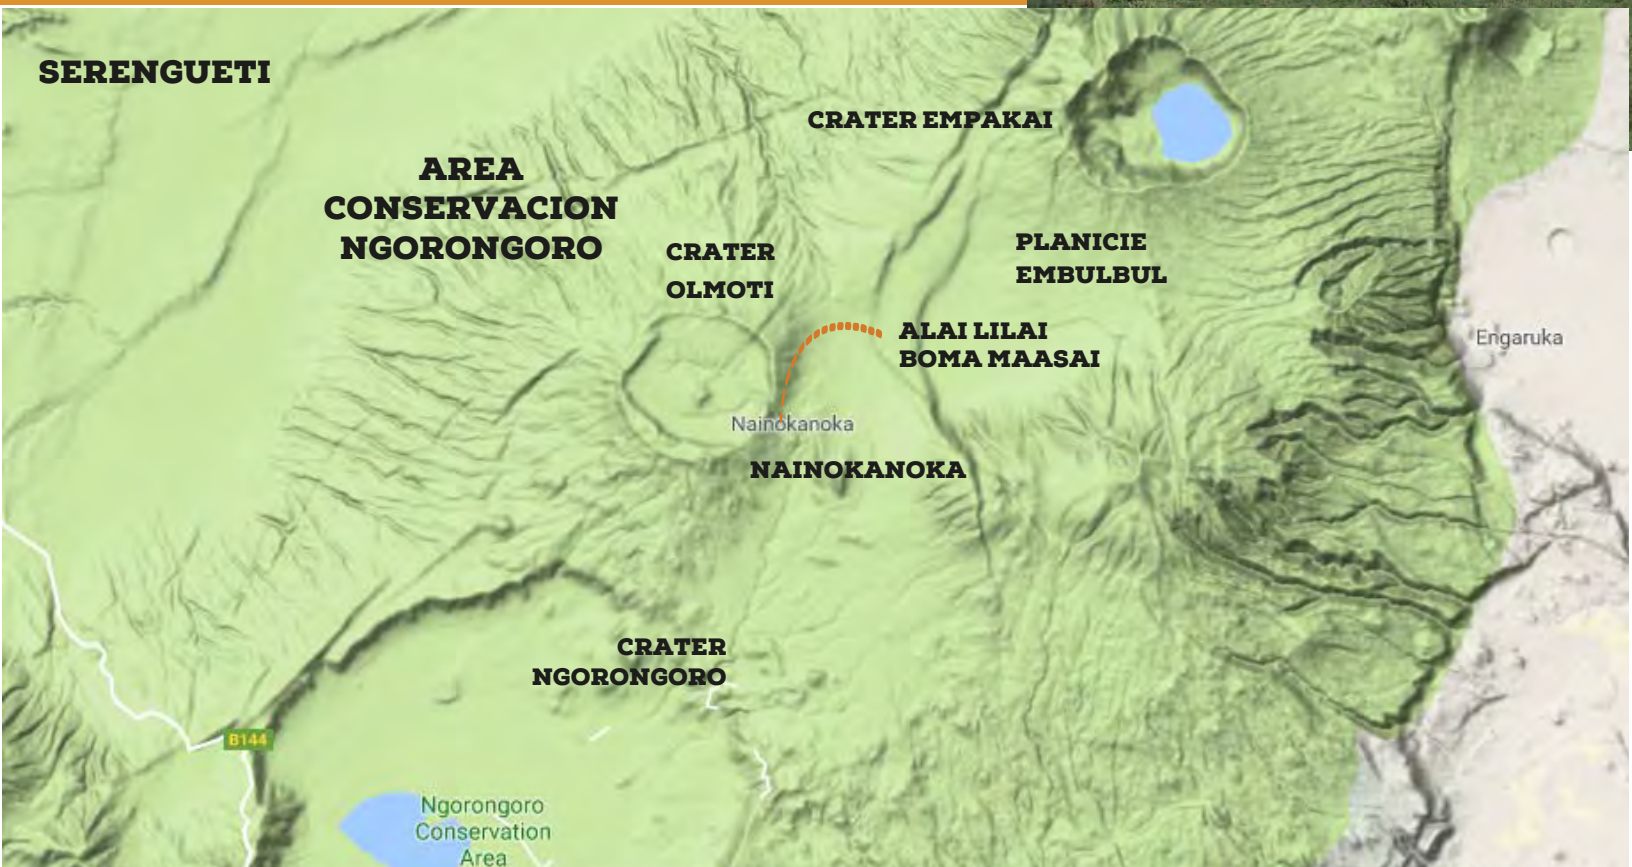 SERENGUETI
CRATER EMPAKAI
AREA
CONSERVACION
NGORONGORO
CRATER
OLMOTI
PLANICIE
EMBULBUL
ALAI LILAI
BOMA MAASAI
Engaruka
Nainokanoka
NAINOKANOKA
CRATER
NGORONGORO
B144
Ngorongoro
Conservation
Area